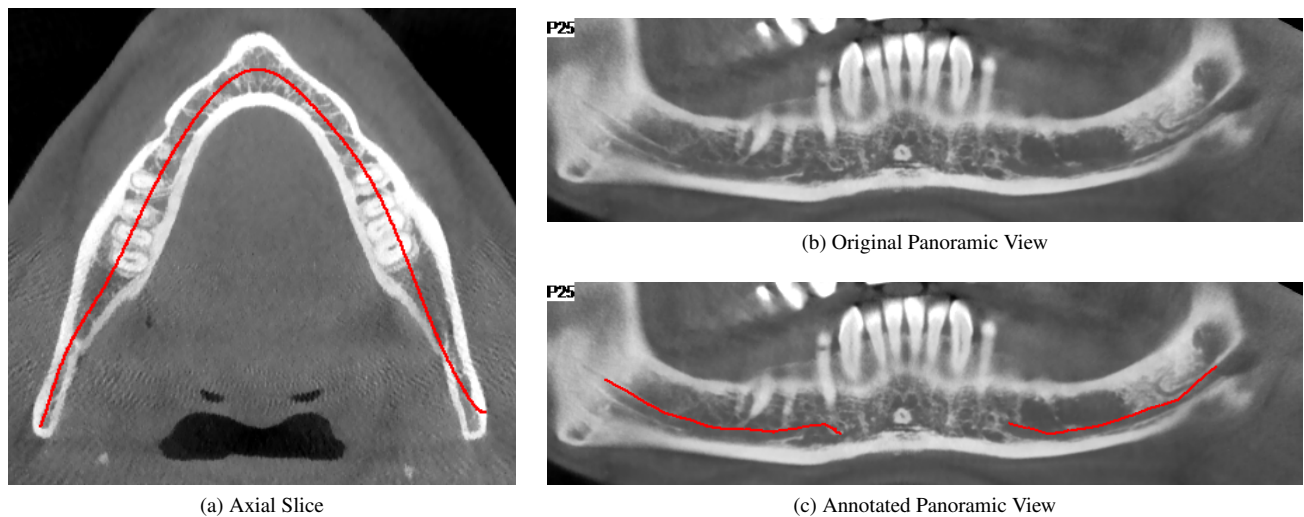 P25
(b) Original Panoramic View
P25
(a) Axial Slice
(c) Annotated Panoramic View